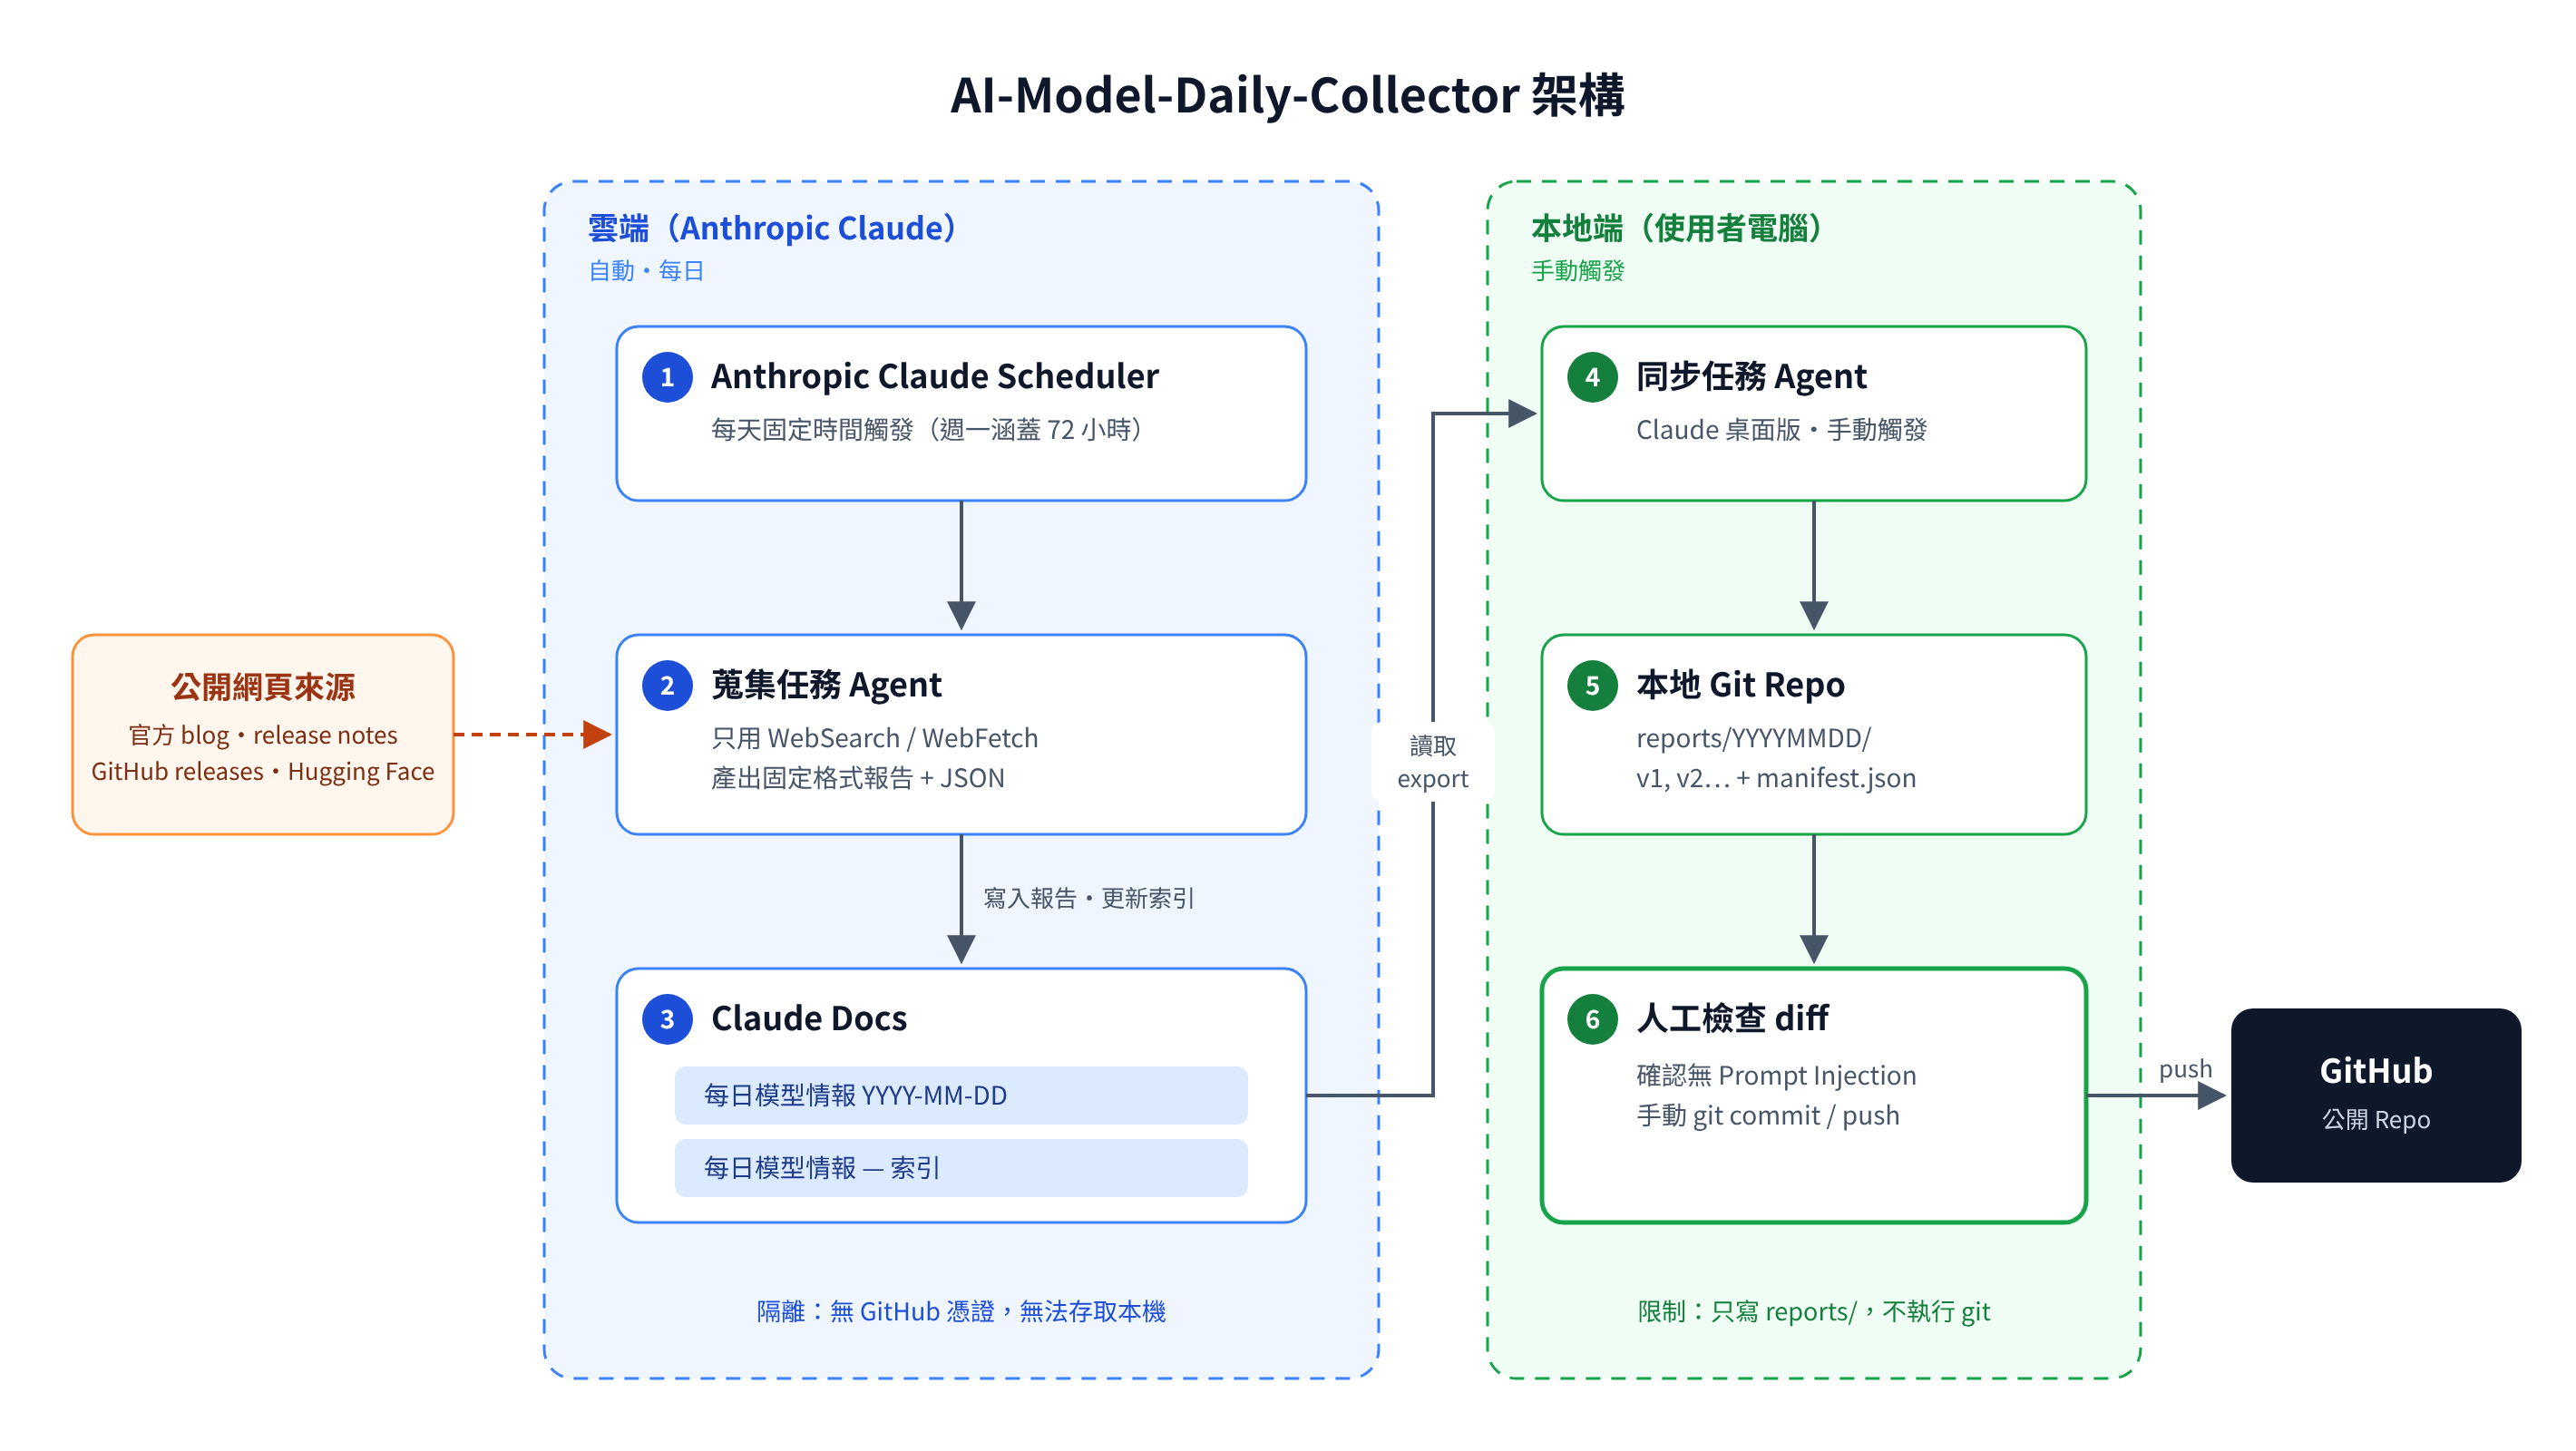 AI-Model-Daily-Collector 架構
雲端（Anthropic Claude）
自動・每日
1
Anthropic Claude Scheduler
每天固定時間觸發（週一涵蓋 72 小時）
公開網頁來源
官方 blog・release notes
GitHub releases・Hugging Face
2
蒐集任務 Agent
只用 WebSearch / WebFetch
產出固定格式報告 + JSON
寫入報告・更新索引
3
Claude Docs
每日模型情報 YYYY-MM-DD
每日模型情報 — 索引
隔離：無 GitHub 憑證，無法存取本機
讀取
export
本地端（使用者電腦）
手動觸發
4
同步任務 Agent
Claude 桌面版・手動觸發
5
本地 Git Repo
reports/YYYYMMDD/
v1, v2… + manifest.json
6
人工檢查 diff
確認無 Prompt Injection
手動 git commit / push
限制：只寫 reports/，不執行 git
push
GitHub
公開 Repo